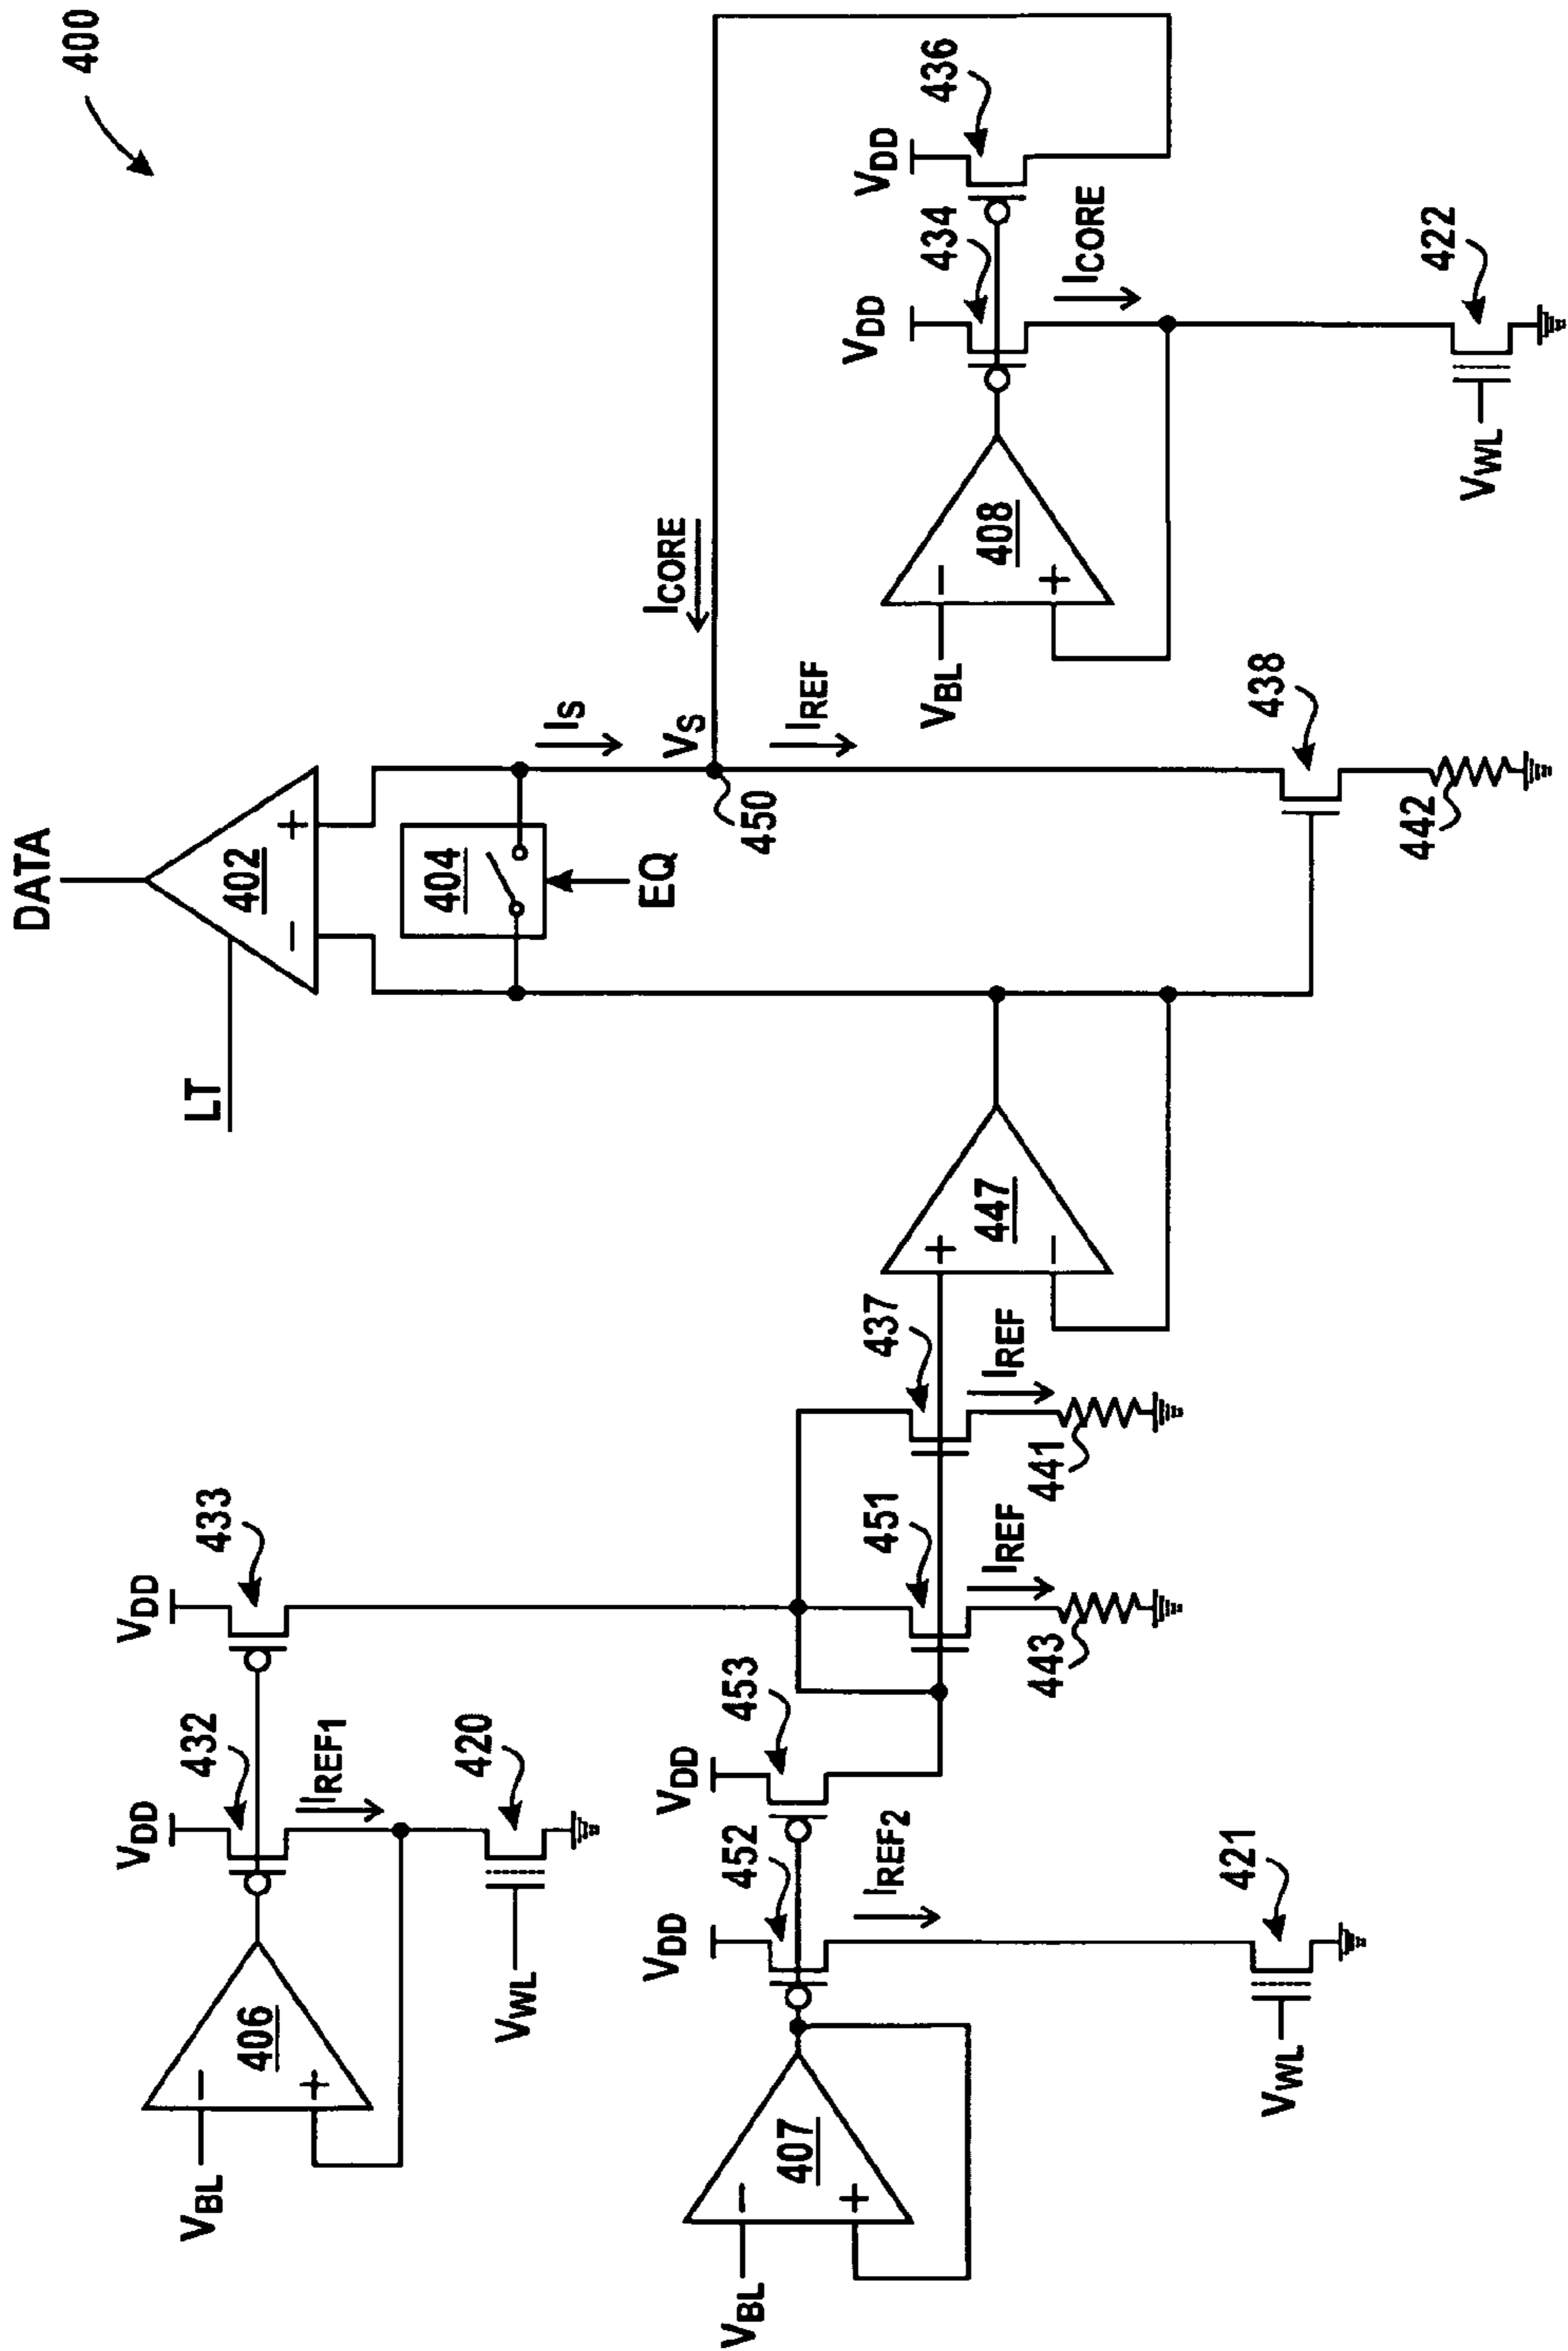 400
DATA
LT
402
−
+
404
EQ
IS
ICORE
VS
450
IREF
VDD
436
VDD
434
ICORE
VBL
−
+
408
VWL
422
438
442
VDD
433
VDD
432
IREF1
VBL
−
+
406
VWL
420
VDD
453
VDD
452
IREF2
VBL
−
+
407
VWL
421
451
IREF
443
437
IREF
441
+
−
447